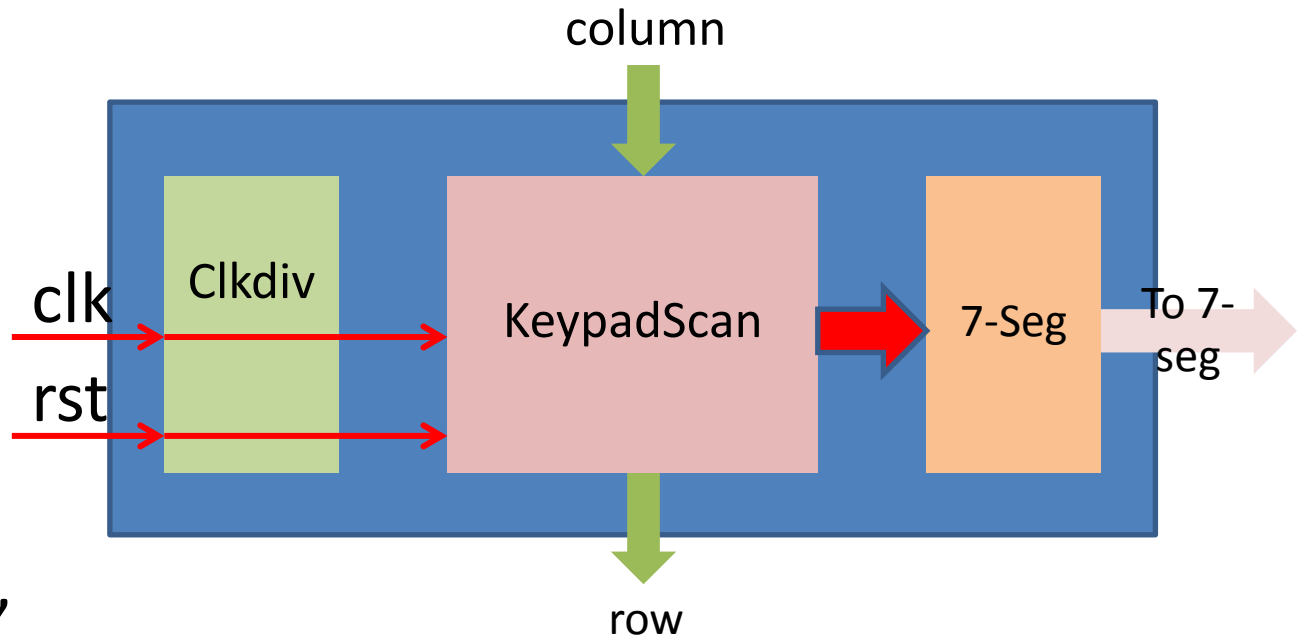 column
clk
Clkdiv
KeypadScan
7-Seg
To 7-
seg
rst
row
,